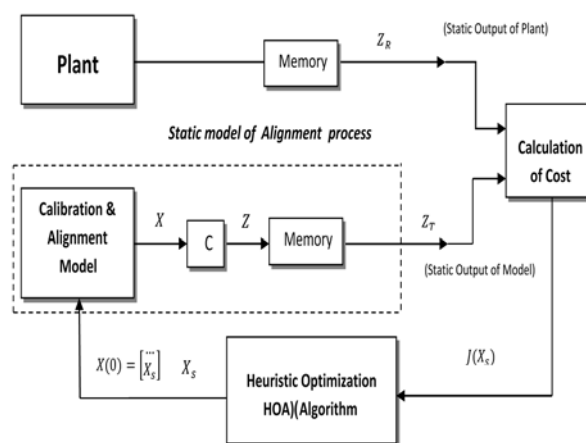 Plant
Memory
Z_R
(Static Output of Plant)
Static model of Alignment process
Calculation
of Cost
Calibration &
Alignment
Model
X
C
Z
Memory
Z_T
(Static Output of Model)
X(0) = [... X_s]
X_s
Heuristic Optimization
HOA)(Algorithm
J(X_s)